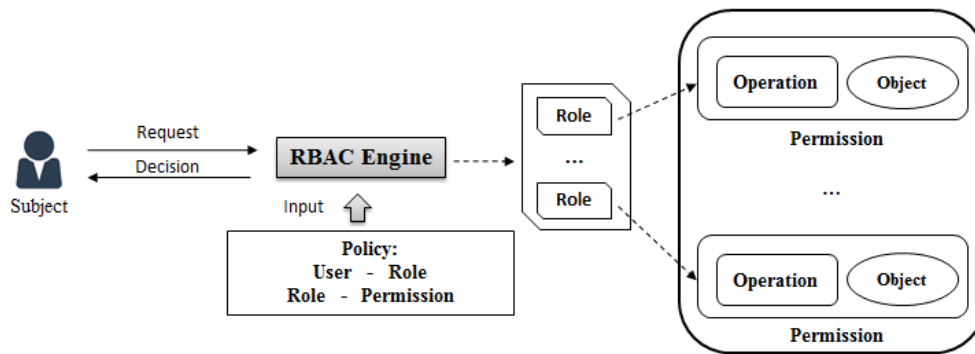 Request
Decision
Subject
RBAC Engine
Input
Policy:
User - Role
Role - Permission
Role
...
Role
Operation
Object
Permission
...
Operation
Object
Permission